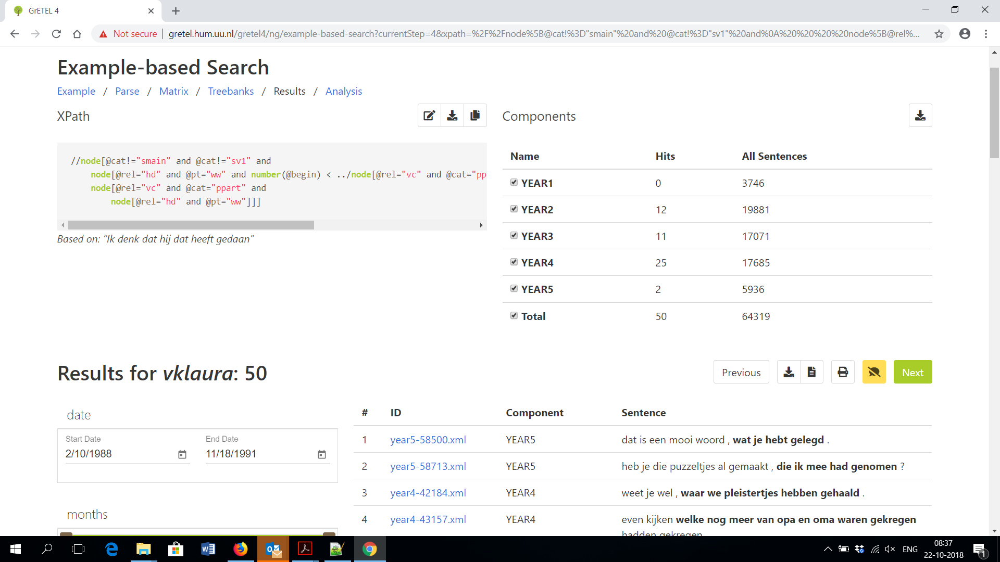 GrETEL 4
Not secure | gretel.hum.uu.nl/gretel4/ng/example-based-search?currentStep=4&xpath=%2F%2Fnode%5B@cat!%3D"smain"%20and%20@cat!%3D"sv1"%20and%0A%20%20%20%20node%5B@rel%...
Example-based Search
Example / Parse / Matrix / Treebanks / Results / Analysis
XPath
//node[@cat!="smain" and @cat!="sv1" and
node[@rel="hd" and @pt="ww" and number(@begin) < ../node[@rel="vc" and @cat="pp
node[@rel="vc" and @cat="ppart" and
node[@rel="hd" and @pt="ww"]]]
Based on: “Ik denk dat hij dat heeft gedaan”
Components
Name Hits All Sentences
YEAR1 0 3746
YEAR2 12 19881
YEAR3 11 17071
YEAR4 25 17685
YEAR5 2 5936
Total 50 64319
Results for vklaura: 50
Previous
Next
date
Start Date End Date
2/10/1988 11/18/1991
months
# ID Component Sentence
1 year5-58500.xml YEAR5 dat is een mooi woord , wat je hebt gelegd .
2 year5-58713.xml YEAR5 heb je die puzzeltjes al gemaakt , die ik mee had genomen ?
3 year4-42184.xml YEAR4 weet je wel , waar we pleistertjes hebben gehaald .
4 year4-43157.xml YEAR4 even kijken welke nog meer van opa en oma waren gekregen
hadden gekregen
ENG
08:37
22-10-2018
1